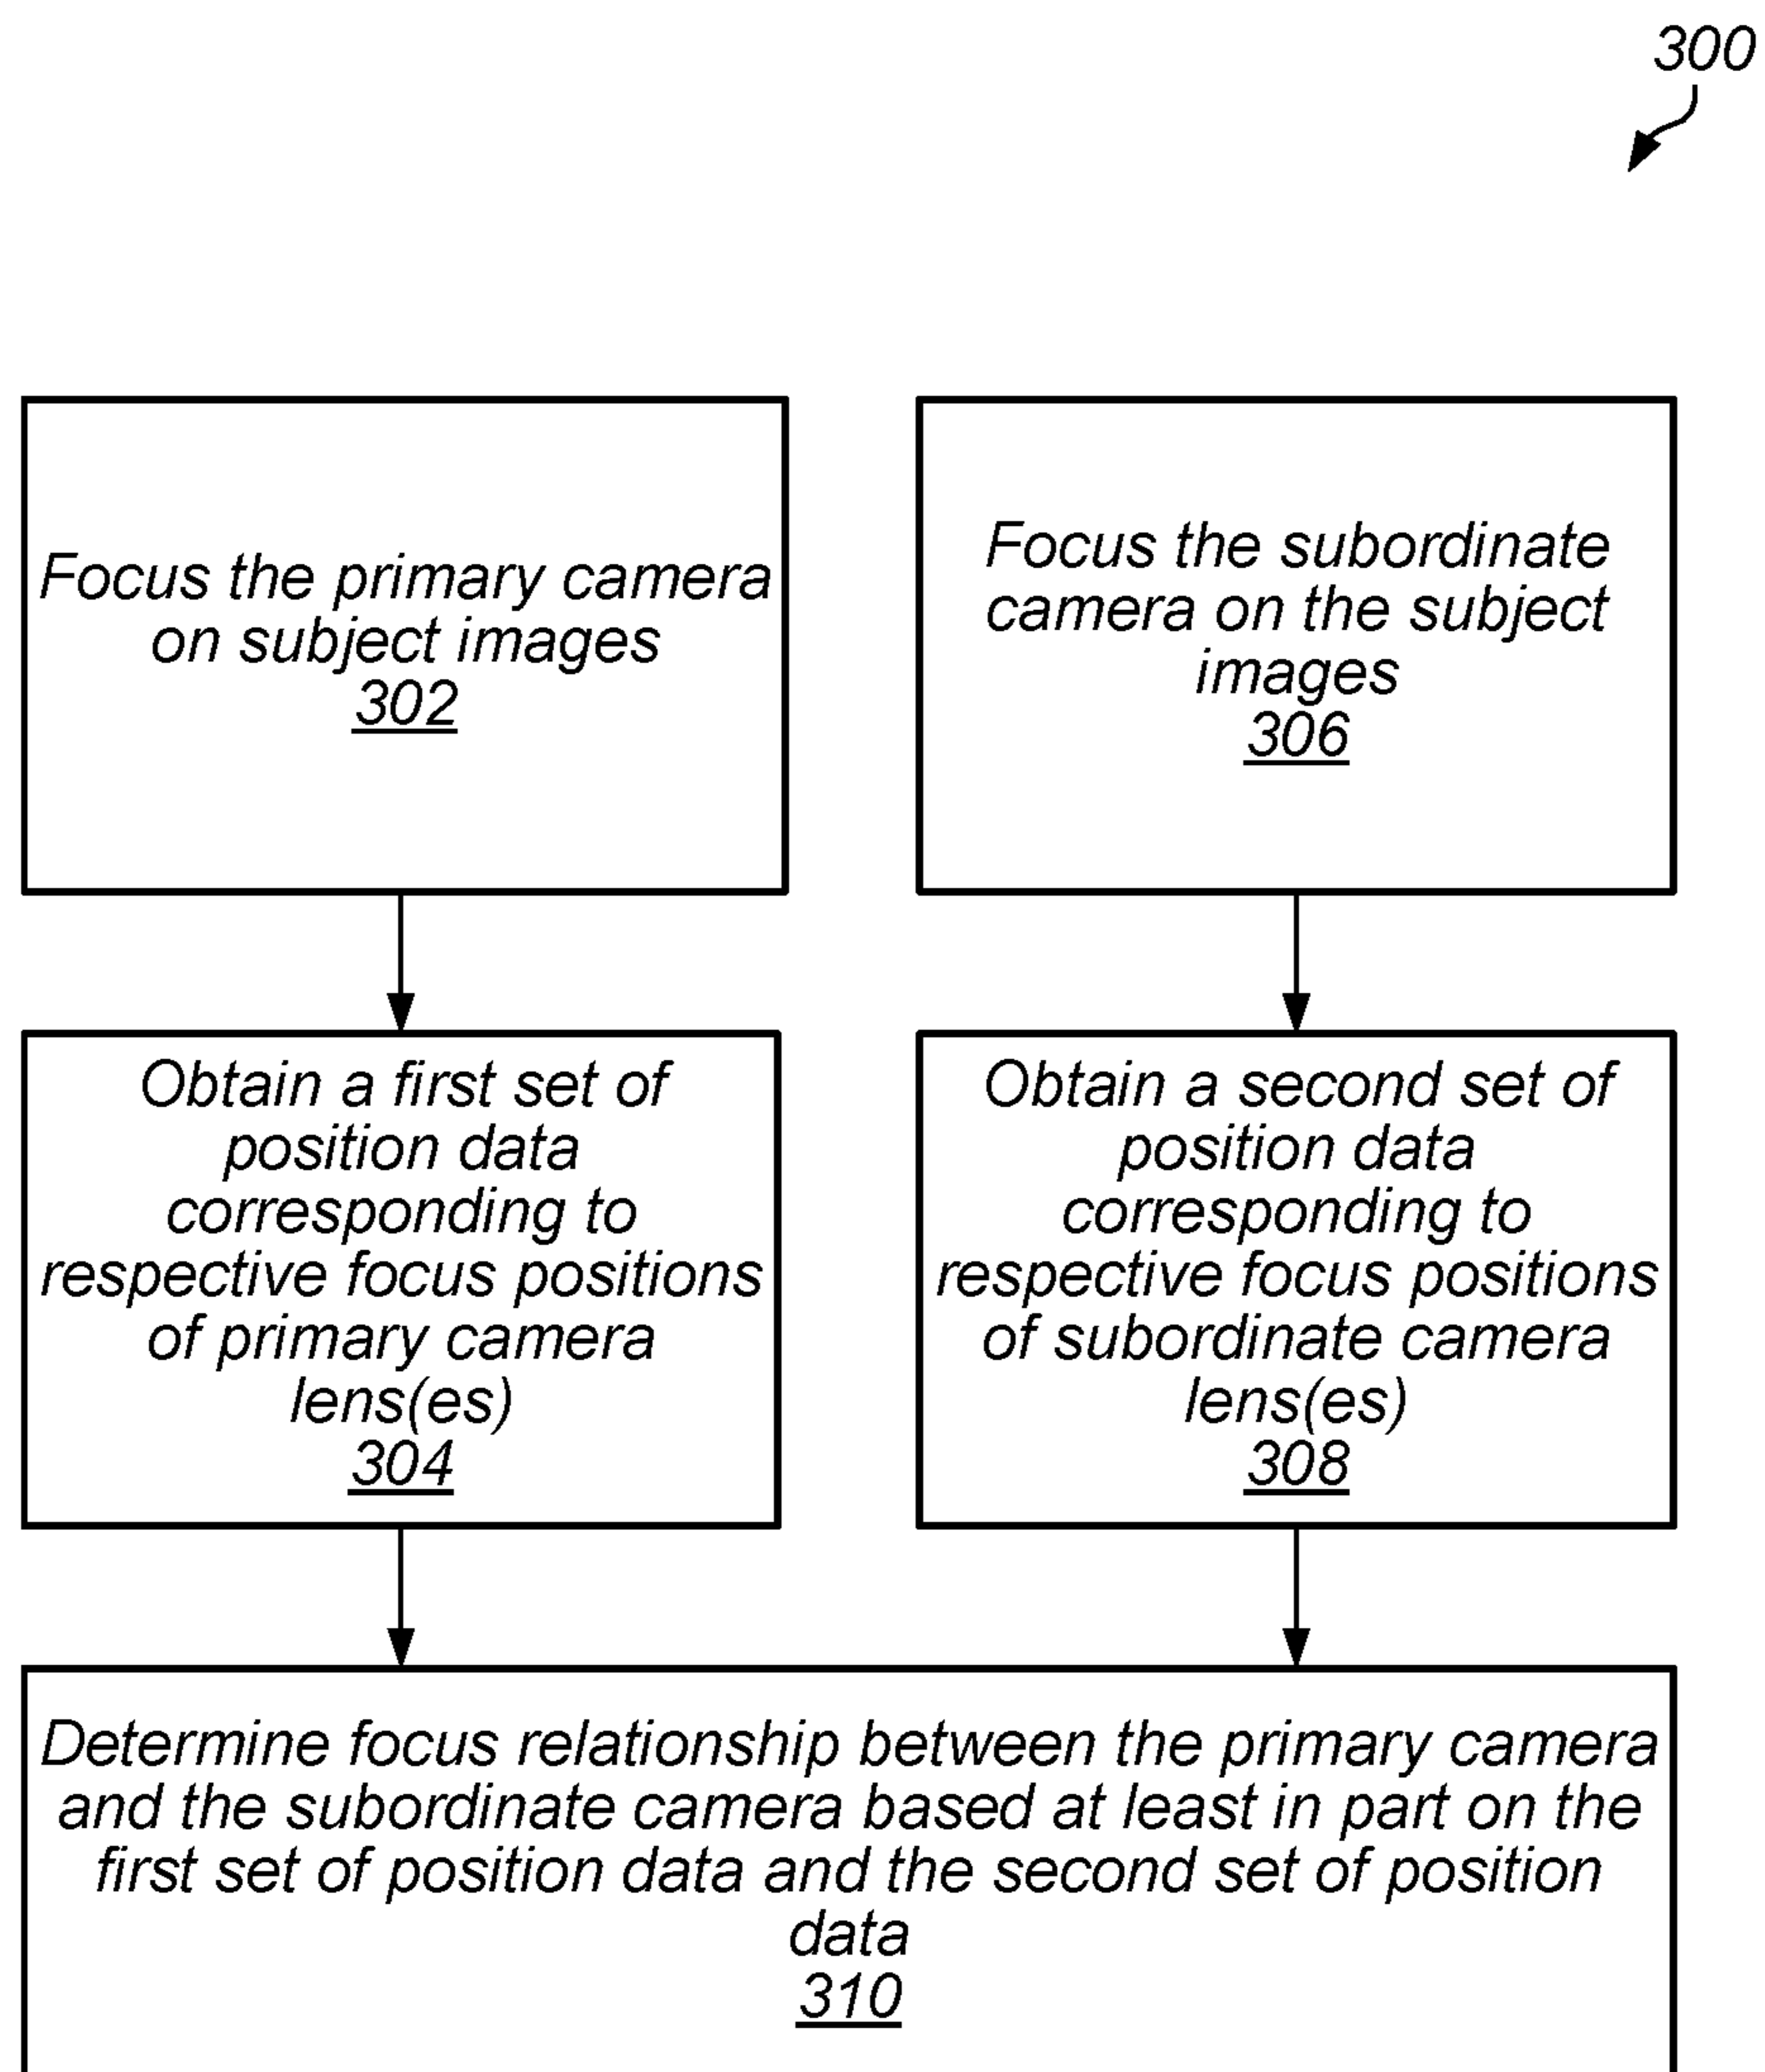 300
Focus the primary camera
on subject images
302
Focus the subordinate
camera on the subject
images
306
Obtain a first set of
position data
corresponding to
respective focus positions
of primary camera
lens(es)
304
Obtain a second set of
position data
corresponding to
respective focus positions
of subordinate camera
lens(es)
308
Determine focus relationship between the primary camera
and the subordinate camera based at least in part on the
first set of position data and the second set of position
data
310